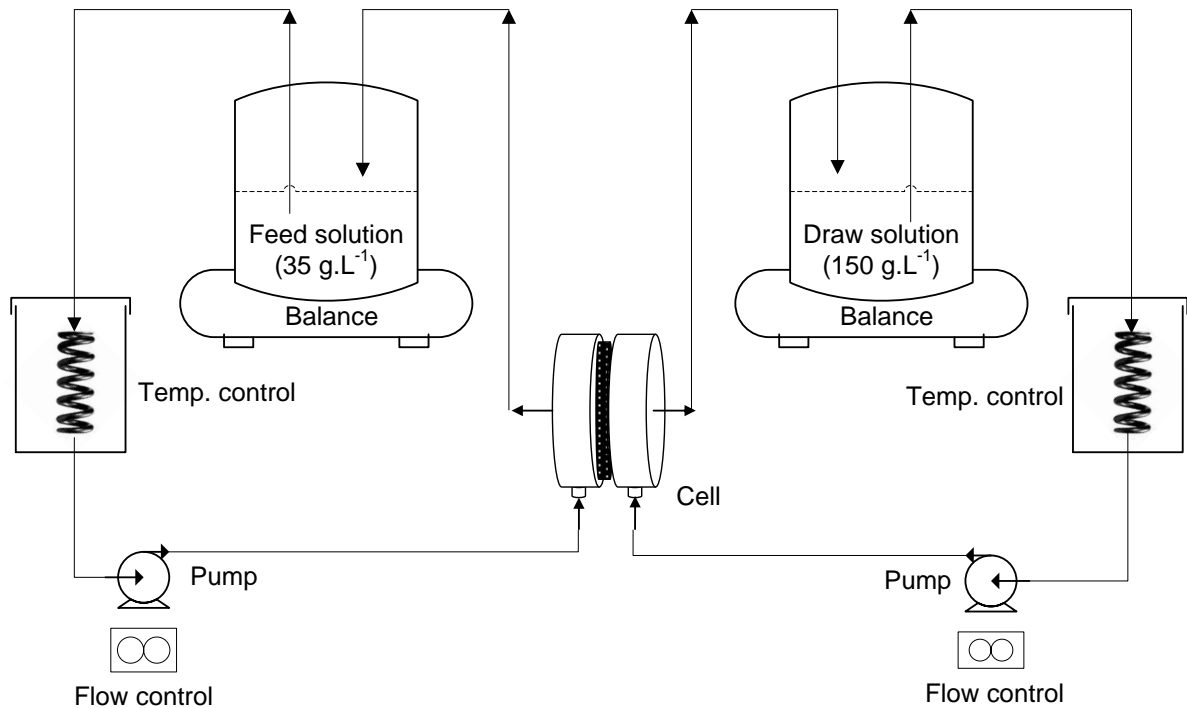 Feed solution
(35 g.L⁻¹)
Balance
Draw solution
(150 g.L⁻¹)
Balance
Temp. control
Temp. control
Cell
Pump
Pump
Flow control
Flow control